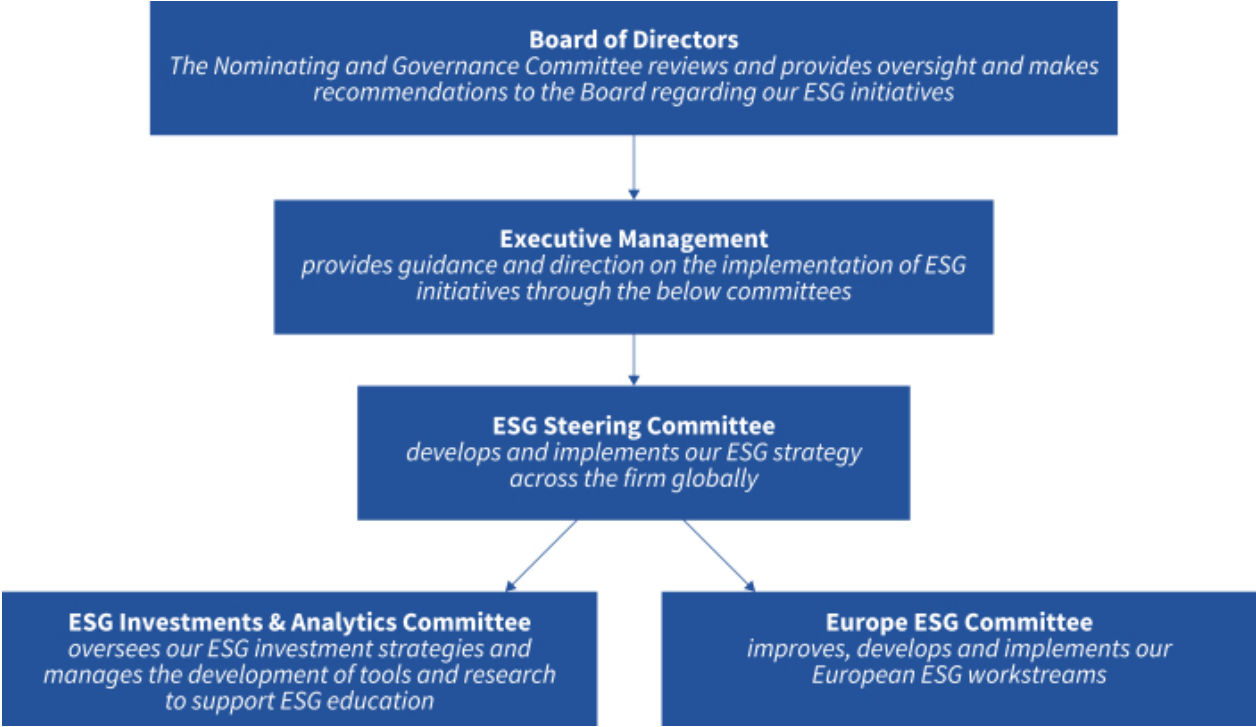 Board of Directors
The Nominating and Governance Committee reviews and provides oversight and makes
recommendations to the Board regarding our ESG initiatives
Executive Management
provides guidance and direction on the implementation of ESG
initiatives through the below committees
ESG Steering Committee
develops and implements our ESG strategy
across the firm globally
ESG Investments & Analytics Committee
oversees our ESG investment strategies and
manages the development of tools and research
to support ESG education
Europe ESG Committee
improves, develops and implements our
European ESG workstreams